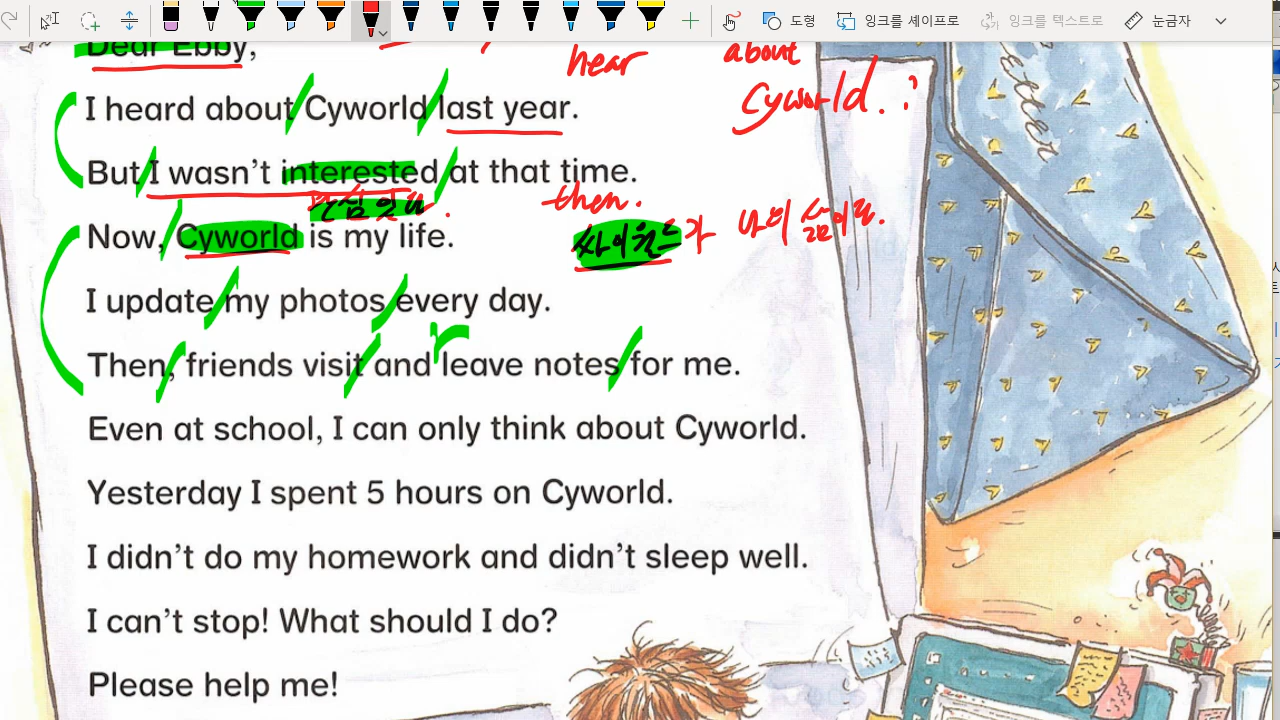 도형
잉크를 셰이프로
잉크를 텍스트로
눈금자
Dear Ebby,
hear about
Cyworld.
I heard about Cyworld last year.
But I wasn't interested at that time.
then.
Now, Cyworld is my life.
싸이월드가 나의 삶이다.
I update my photos every day.
Then, friends visit and leave notes for me.
Even at school, I can only think about Cyworld.
Yesterday I spent 5 hours on Cyworld.
I didn't do my homework and didn't sleep well.
I can't stop! What should I do?
Please help me!